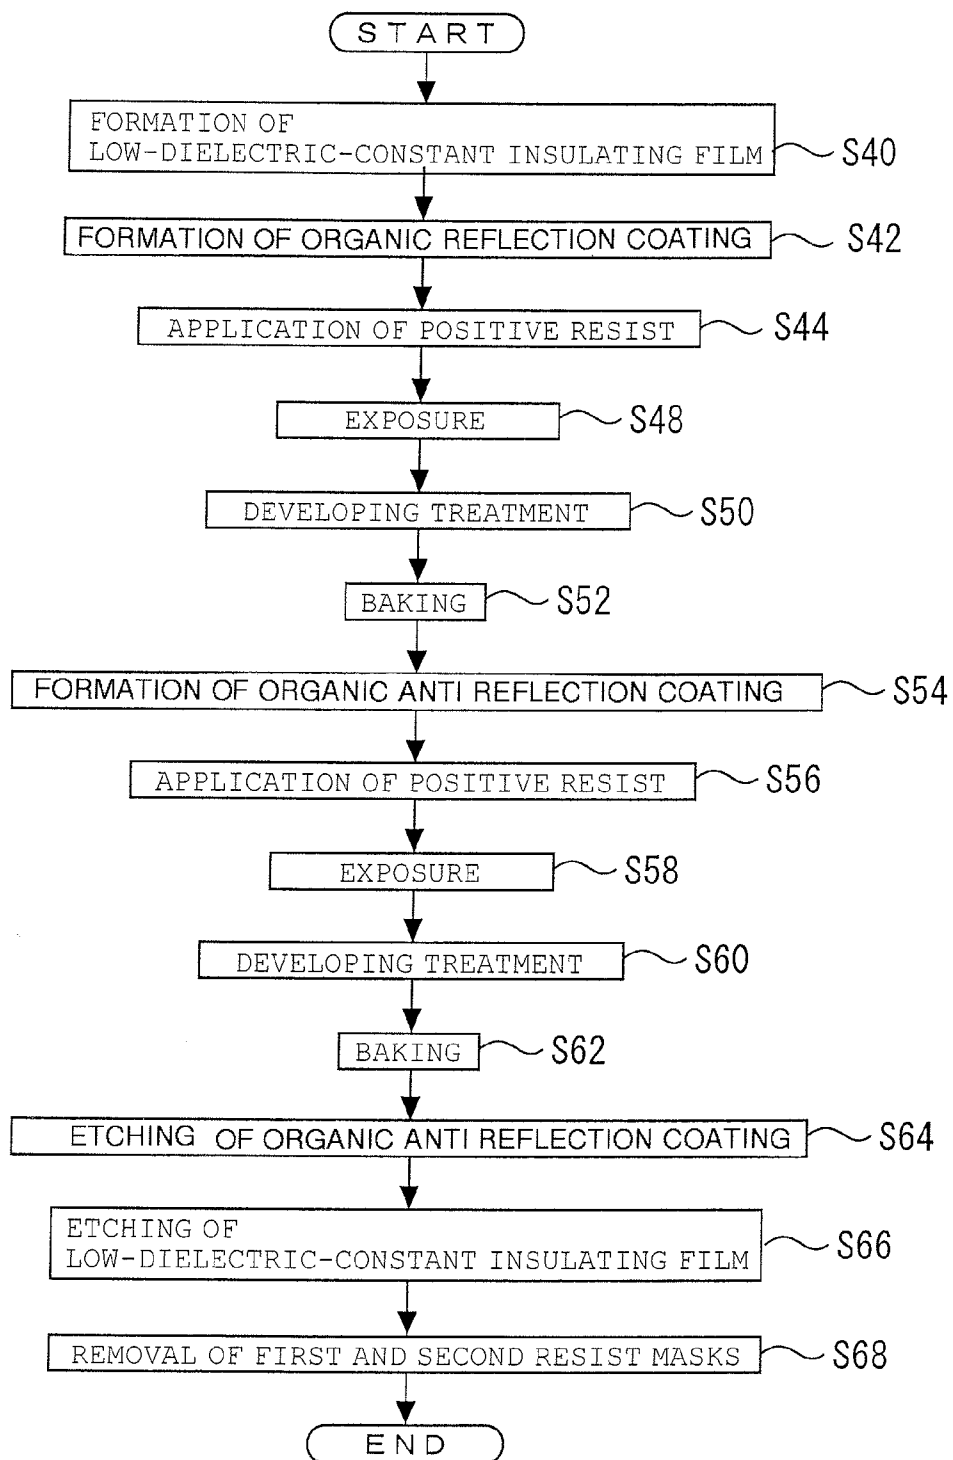 START
FORMATION OF
LOW-DIELECTRIC-CONSTANT INSULATING FILM
S40
FORMATION OF ORGANIC REFLECTION COATING
S42
APPLICATION OF POSITIVE RESIST
S44
EXPOSURE
S48
DEVELOPING TREATMENT
S50
BAKING
S52
FORMATION OF ORGANIC ANTI REFLECTION COATING
S54
APPLICATION OF POSITIVE RESIST
S56
EXPOSURE
S58
DEVELOPING TREATMENT
S60
BAKING
S62
ETCHING OF ORGANIC ANTI REFLECTION COATING
S64
ETCHING OF
LOW-DIELECTRIC-CONSTANT INSULATING FILM
S66
REMOVAL OF FIRST AND SECOND RESIST MASKS
S68
END